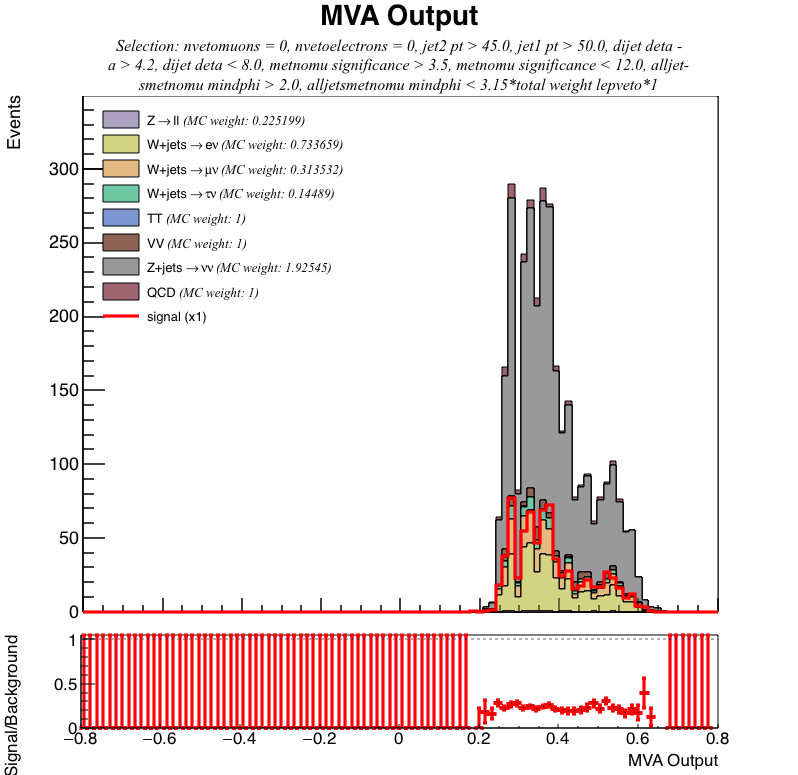 MVA Output
Selection: nvetomuons = 0, nvetoelectrons = 0, jet2 pt > 45.0, jet1 pt > 50.0, dijet deta -
a > 4.2, dijet deta < 8.0, metnomu significance > 3.5, metnomu significance < 12.0, alljet-
smetnomu mindphi > 2.0, alljetsmetnomu mindphi < 3.15*total weight lepveto*1
Events
Z → ll (MC weight: 0.225199)
W+jets → eν (MC weight: 0.733659)
W+jets → μν (MC weight: 0.313532)
W+jets → τν (MC weight: 0.14489)
TT (MC weight: 1)
VV (MC weight: 1)
Z+jets → νν (MC weight: 1.92545)
QCD (MC weight: 1)
signal (x1)
300
250
200
150
100
50
0
Signal/Background
1
0.5
0
−0.8 −0.6 −0.4 −0.2 0 0.2 0.4 0.6 0.8
MVA Output